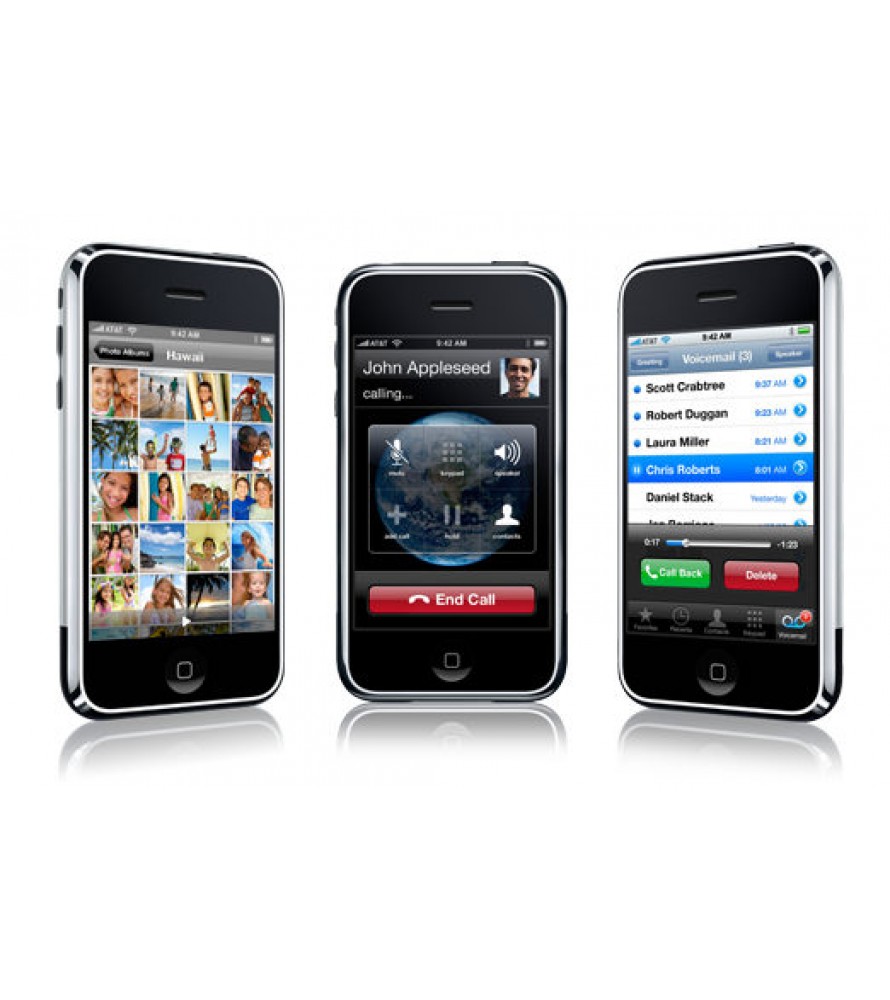 AT&T 9:42 AM
Photo Albums Hawaii
AT&T 9:42 AM
John Appleseed
calling...
mute keypad speaker
add call hold contacts
End Call
AT&T 9:42 AM
Greeting Voicemail (3) Speaker
Scott Crabtree 9:37 AM
Robert Duggan 9:23 AM
Laura Miller 8:21 AM
Chris Roberts 8:01 AM
Daniel Stack Yesterday
0:17 -1:23
Call Back Delete
Favorites Recents Contacts Keypad Voicemail